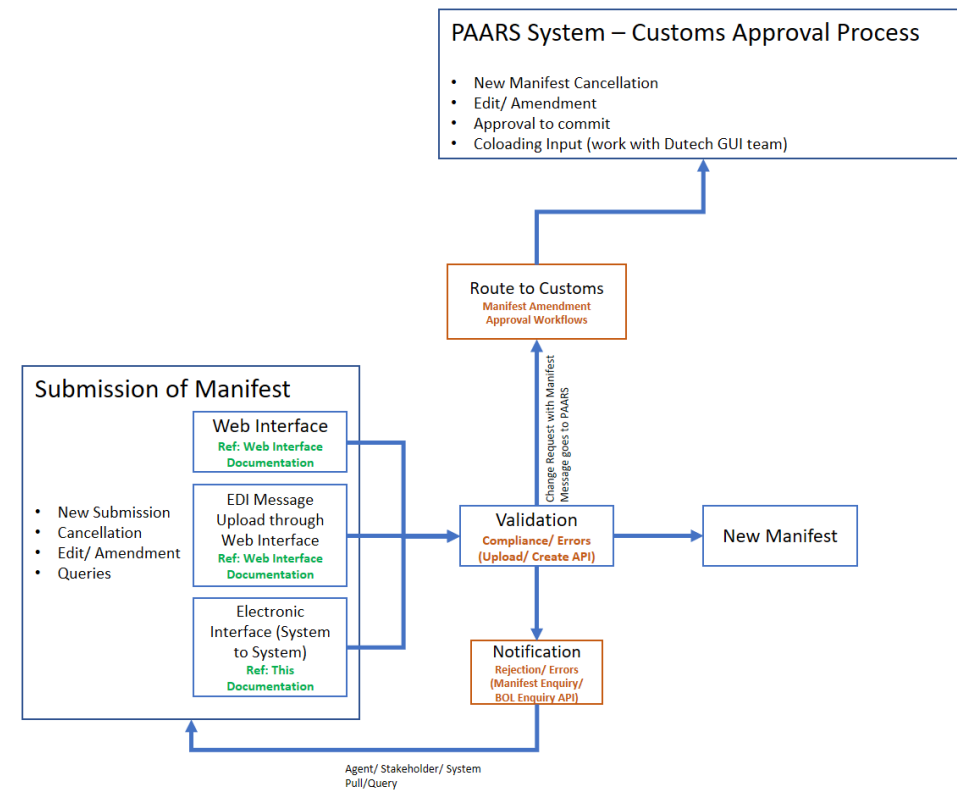 PAARS System – Customs Approval Process
• New Manifest Cancellation
• Edit/ Amendment
• Approval to commit
• Coloading Input (work with Dutech GUI team)
Route to Customs
Manifest Amendment
Approval Workflows
Change Request with Manifest
Message goes to PAARS
Submission of Manifest
• New Submission
• Cancellation
• Edit/ Amendment
• Queries
Web Interface
Ref: Web Interface
Documentation
EDI Message
Upload through
Web Interface
Ref: Web Interface
Documentation
Electronic
Interface (System
to System)
Ref: This
Documentation
Validation
Compliance/ Errors
(Upload/ Create API)
New Manifest
Notification
Rejection/ Errors
(Manifest Enquiry/
BOL Enquiry API)
Agent/ Stakeholder/ System
Pull/Query